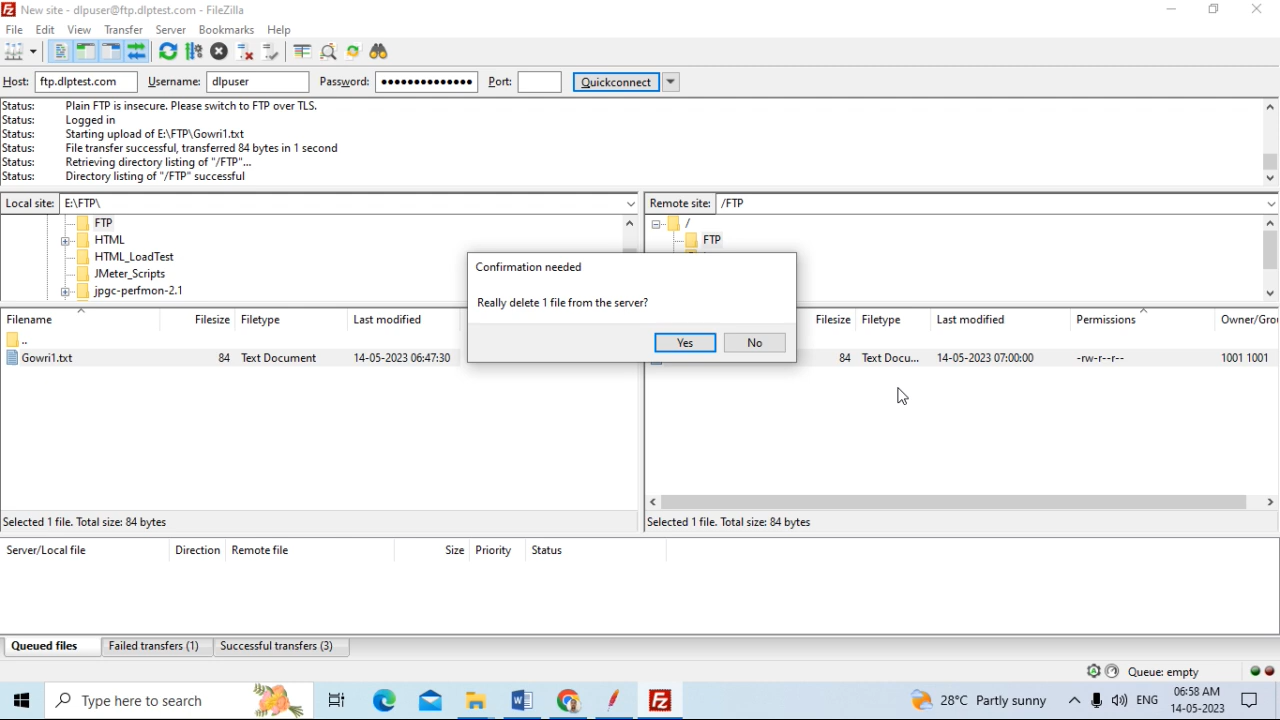 New site - dlpuser@ftp.dlptest.com - FileZilla
File Edit View Transfer Server Bookmarks Help
Host: ftp.dlptest.com Username: dlpuser Password: ●●●●●●●●●●●●●● Port: Quickconnect
Status: Plain FTP is insecure. Please switch to FTP over TLS.
Status: Logged in
Status: Starting upload of E:\FTP\Gowri1.txt
Status: File transfer successful, transferred 84 bytes in 1 second
Status: Retrieving directory listing of "/FTP"...
Status: Directory listing of "/FTP" successful
Local site: E:\FTP\
FTP
HTML
HTML_LoadTest
JMeter_Scripts
jpgc-perfmon-2.1
Remote site: /FTP
/
FTP
Confirmation needed
Really delete 1 file from the server?
Yes No
Filename Filesize Filetype Last modified
..
Gowri1.txt 84 Text Document 14-05-2023 06:47:30
Selected 1 file. Total size: 84 bytes
Filesize Filetype Last modified Permissions Owner/Grou
84 Text Docu... 14-05-2023 07:00:00 -rw-r--r-- 1001 1001
Selected 1 file. Total size: 84 bytes
Server/Local file Direction Remote file Size Priority Status
Queued files Failed transfers (1) Successful transfers (3)
Queue: empty
Type here to search
28°C Partly sunny
ENG
06:58 AM
14-05-2023